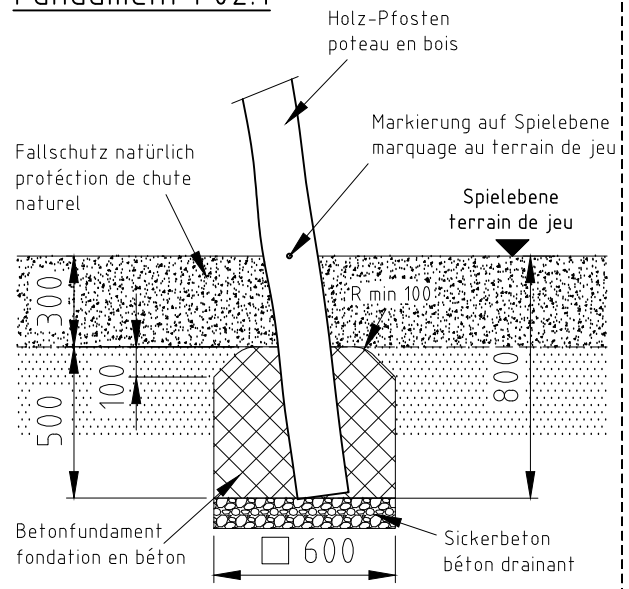 Fundament F02.1
Holz-Pfosten
poteau en bois
Markierung auf Spielebene
marquage au terrain de jeu
Fallschutz natürlich
protéction de chute
naturel
Spielebene
terrain de jeu
300
R min 100
100
500
800
Betonfundament
fondation en béton
□ 600
Sickerbeton
béton drainant